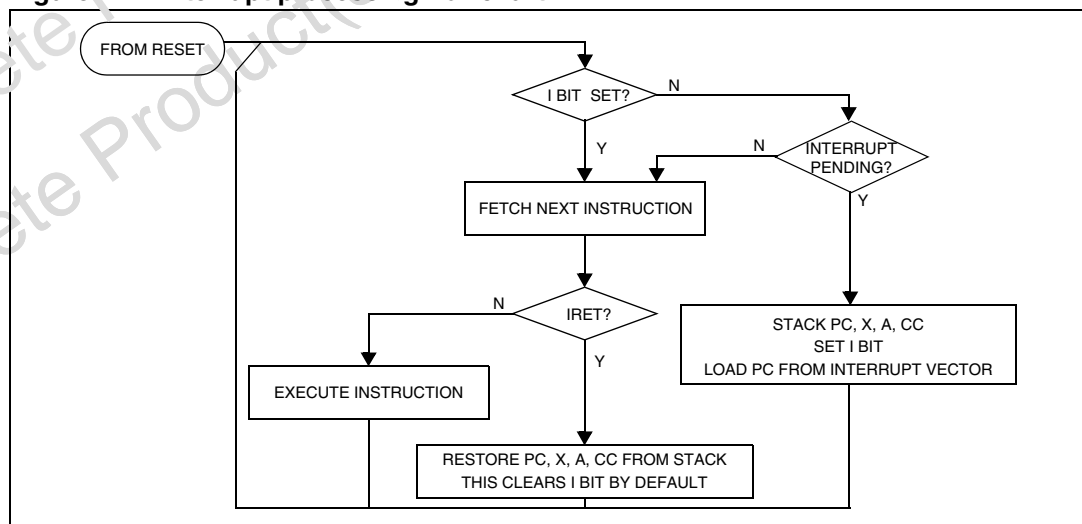 FROM RESET
I BIT SET?
N
Y
INTERRUPT
PENDING?
N
Y
FETCH NEXT INSTRUCTION
IRET?
N
Y
STACK PC, X, A, CC
SET I BIT
LOAD PC FROM INTERRUPT VECTOR
EXECUTE INSTRUCTION
RESTORE PC, X, A, CC FROM STACK
THIS CLEARS I BIT BY DEFAULT